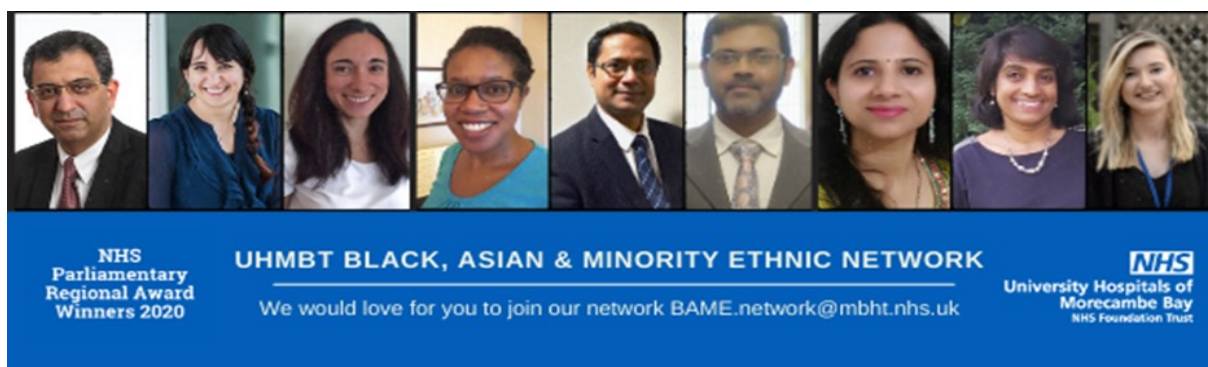 NHS
Parliamentary
Regional Award
Winners 2020
UHMBT BLACK, ASIAN & MINORITY ETHNIC NETWORK
We would love for you to join our network BAME.network@mbht.nhs.uk
NHS
University Hospitals of
Morecambe Bay
NHS Foundation Trust